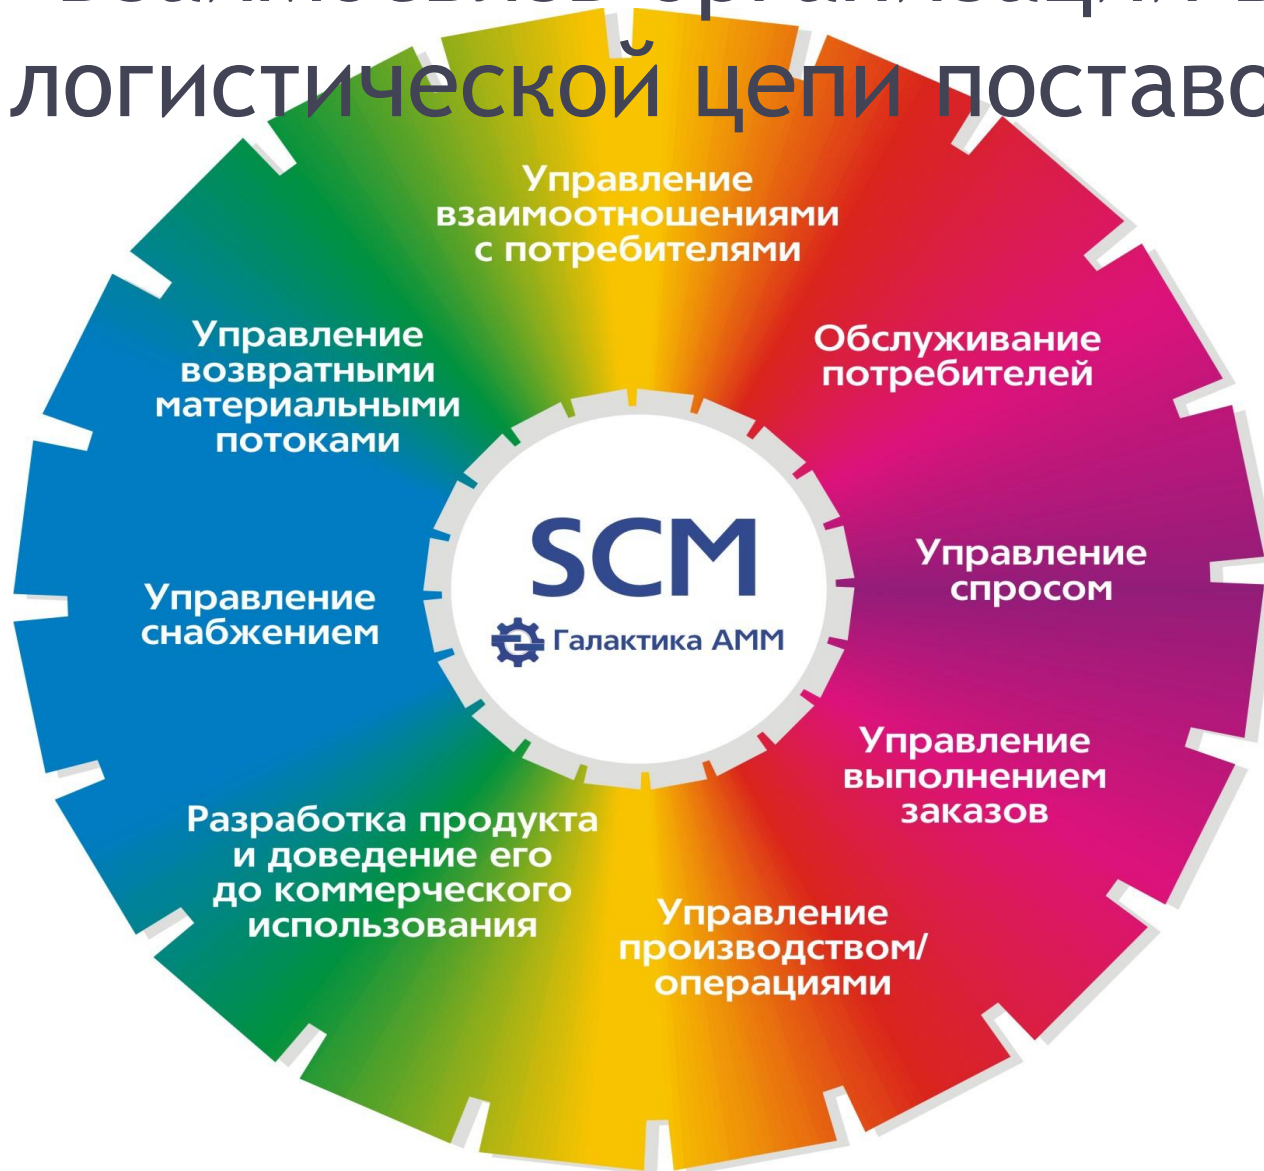 логистической цепи
Управление
взаимоотношениями
с потребителями
Обслуживание
потребителей
Управление
спросом
Управление
выполнением
заказов
Управление
производством/
операциями
Разработка продукта
и доведение его
до коммерческого
использования
Управление
снабжением
Управление
возвратными
материальными
потоками
SCM
Галактика АММ